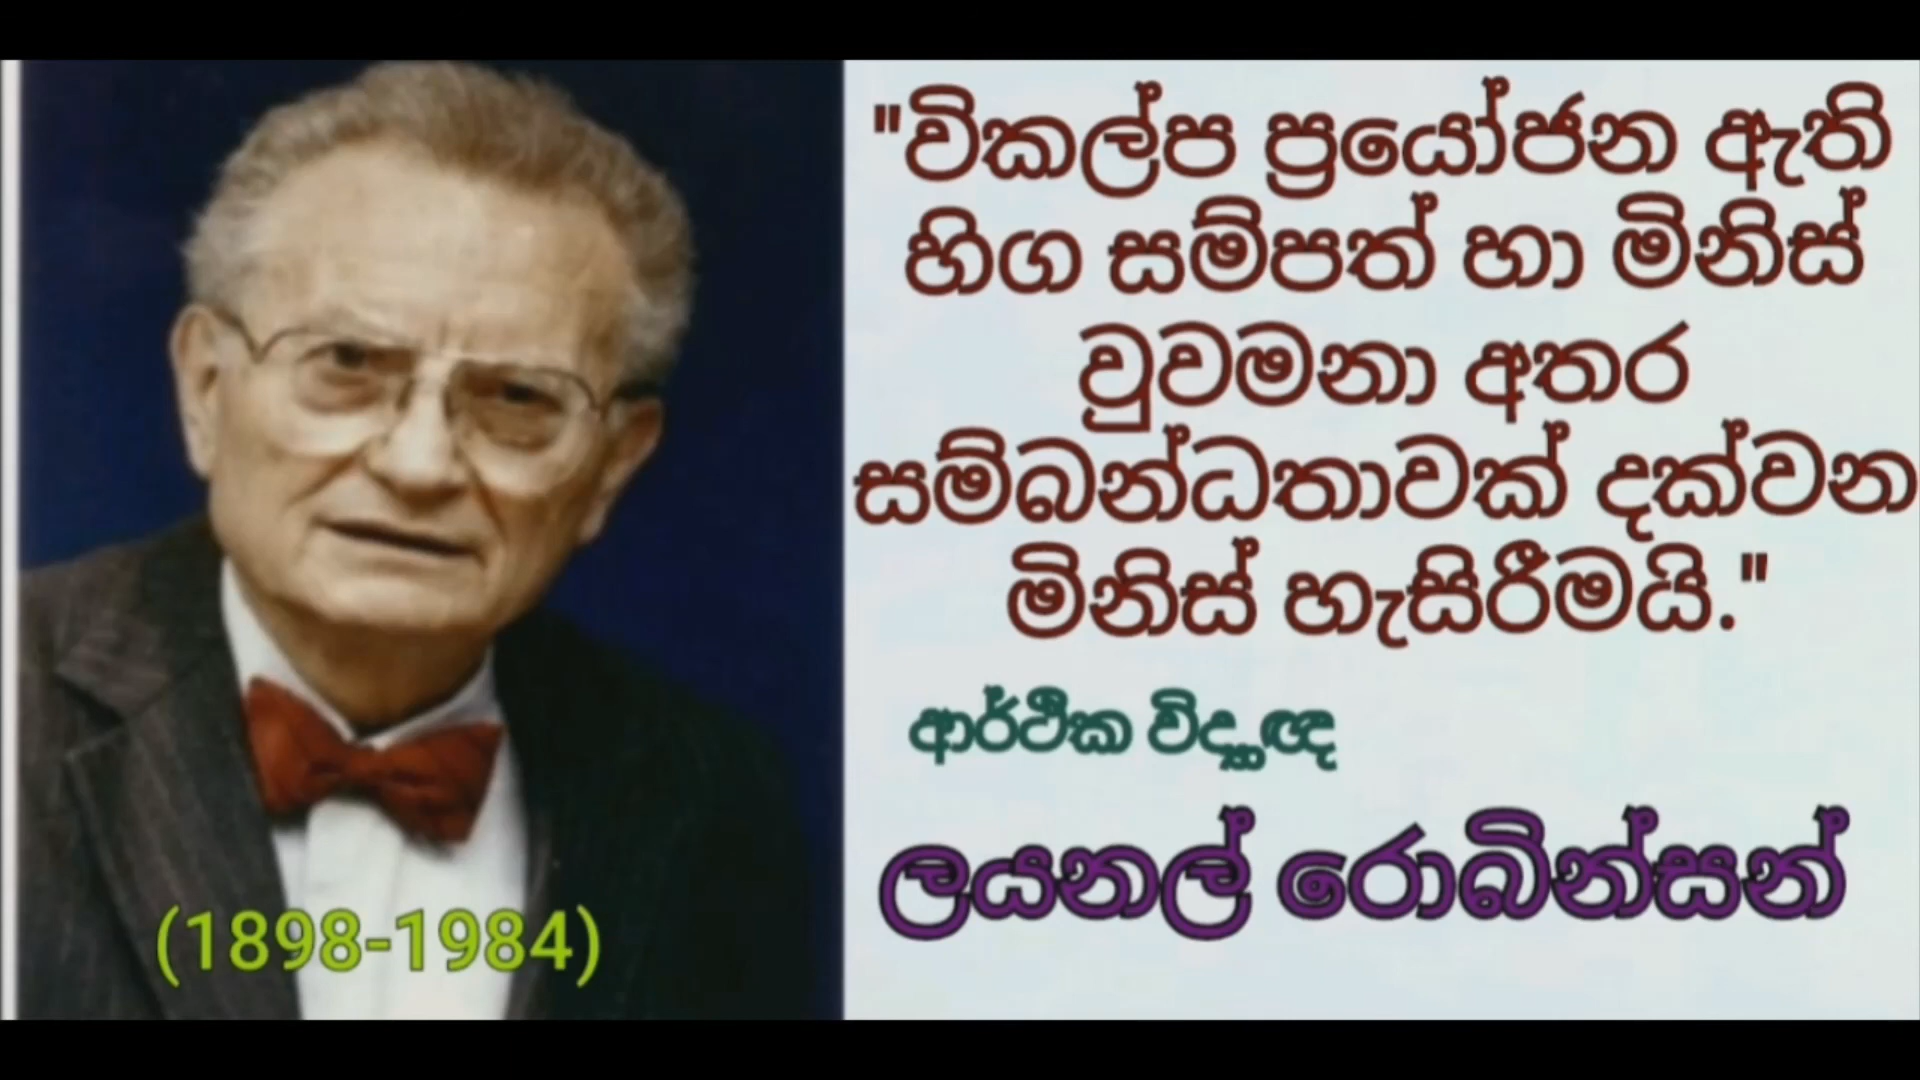 "විකල්ප ප්‍රයෝජන ඇති
හිග සම්පත් හා මිනිස්
වුවමනා අතර
සම්බන්ධතාවක් දක්වන
මිනිස් හැසිරීමයි."
ආර්ථික විද්‍යාඥ
ලයනල් රොබින්සන්
(1898-1984)